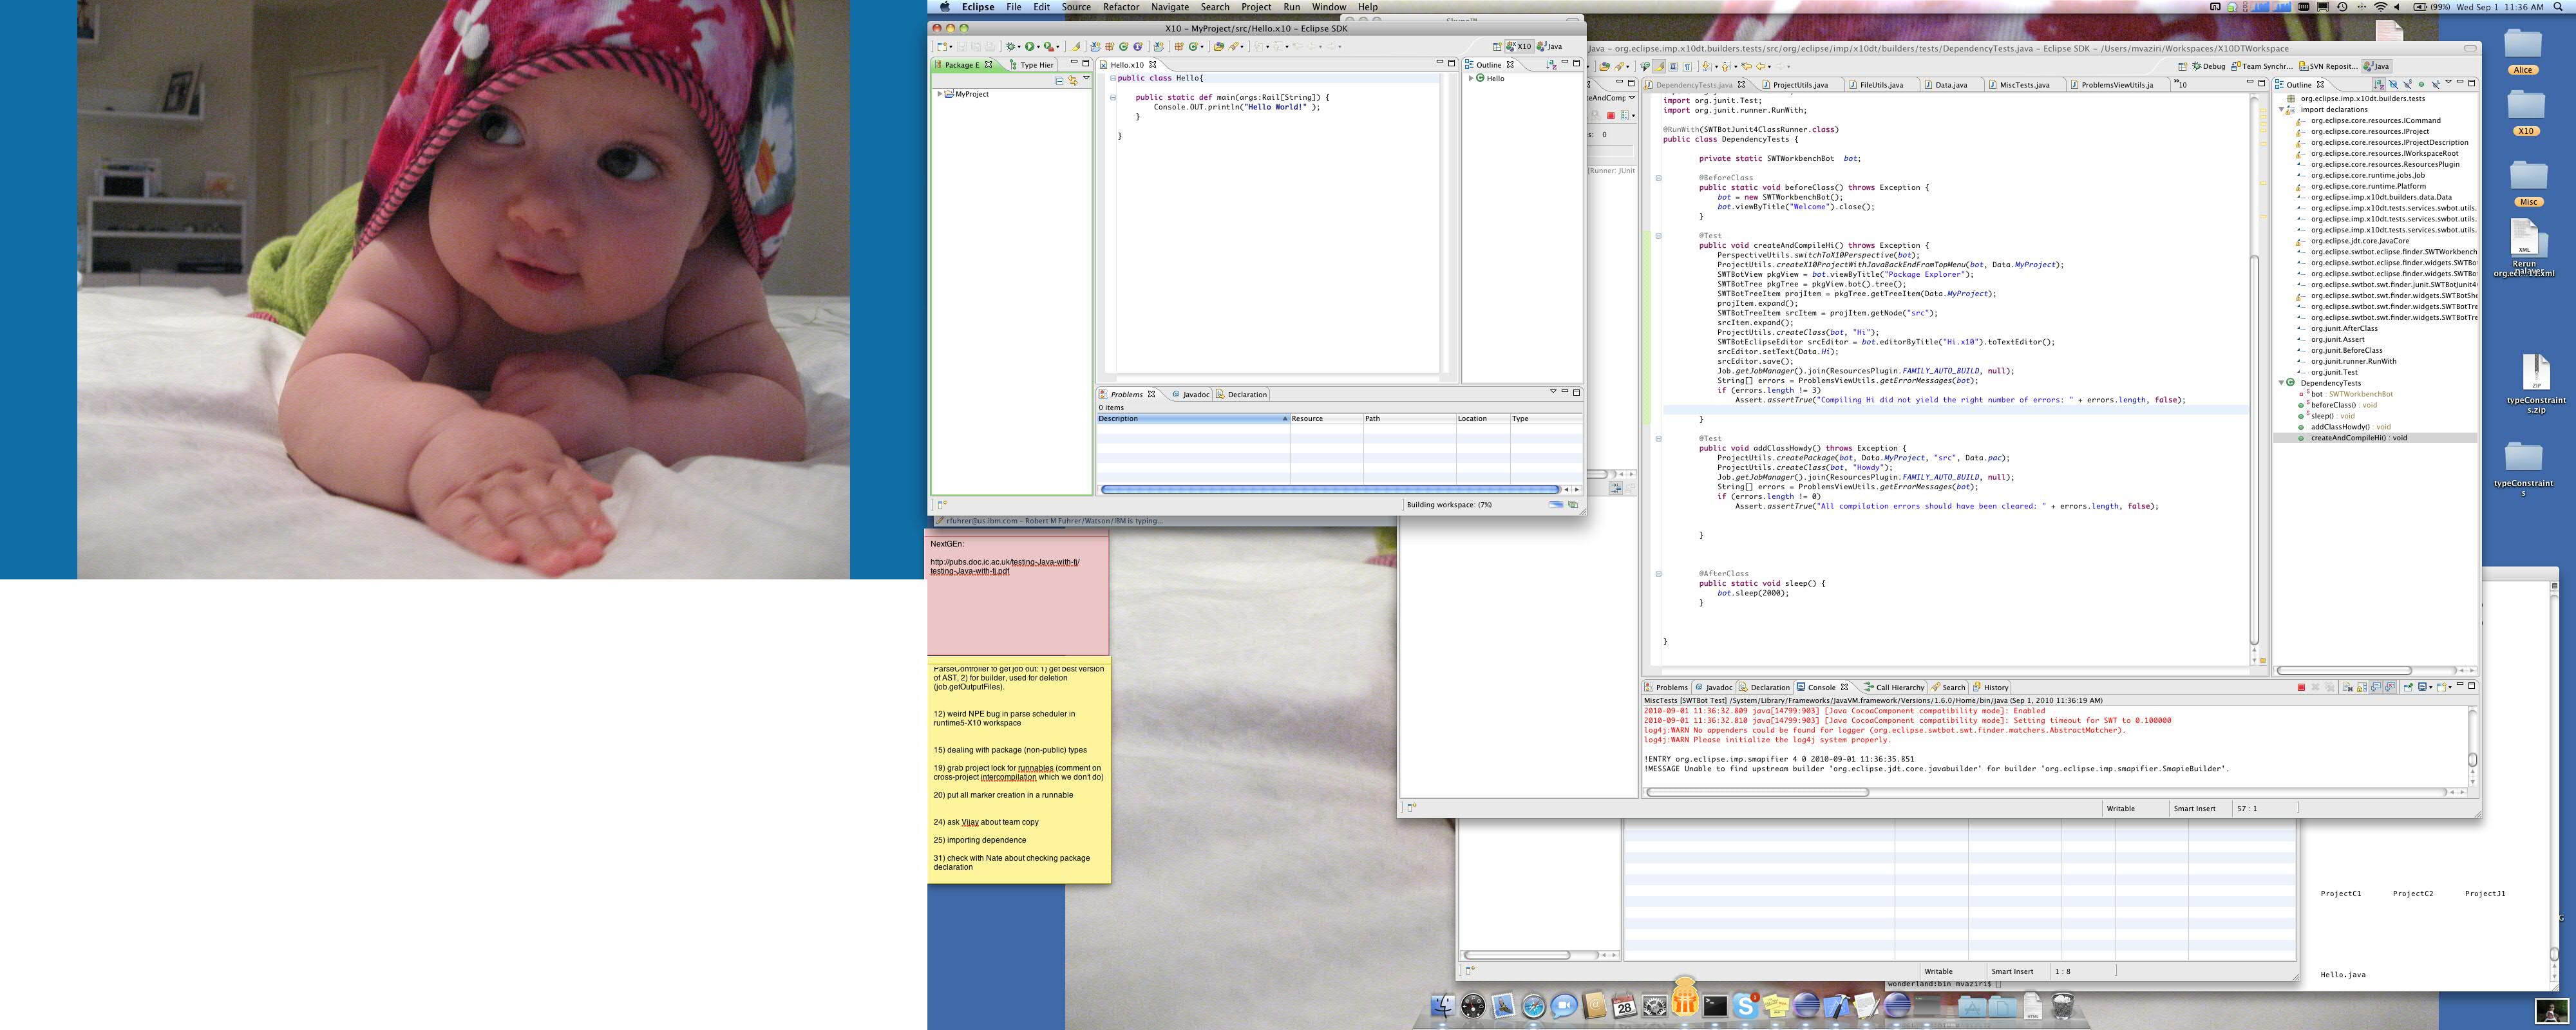 Eclipse File Edit Source Refactor Navigate Search Project Run Window Help
(99%) Wed Sep 1 11:36 AM
X10 – MyProject/src/Hello.x10 – Eclipse SDK
X10 Java
Package E Type Hier
MyProject
Hello.x10
public class Hello{
public static def main(args:Rail[String]) {
Console.OUT.println("Hello World!" );
}
}
Outline
Hello
Problems Javadoc Declaration
0 items
Description Resource Path Location Type
Building workspace: (7%)
rfuhrer@us.ibm.com – Robert M Fuhrer/Watson/IBM is typing...
NextGEn:
http://pubs.doc.ic.ac.uk/testing-Java-with-fj/
testing-Java-with-fj.pdf
ParseController to get job out: 1) get best version
of AST, 2) for builder, used for deletion
(job.getOutputFiles).
12) weird NPE bug in parse scheduler in
runtime5-X10 workspace
15) dealing with package (non-public) types
19) grab project lock for runnables (comment on
cross-project intercompilation which we don't do)
20) put all marker creation in a runnable
24) ask Vijay about team copy
25) importing dependence
31) check with Nate about checking package
declaration
Java – org.eclipse.imp.x10dt.builders.tests/src/org/eclipse/imp/x10dt/builders/tests/DependencyTests.java – Eclipse SDK – /Users/mvaziri/Workspaces/X10DTWorkspace
Debug Team Synchr... SVN Reposit... Java
DependencyTests.java ProjectUtils.java FileUtils.java Data.java MiscTests.java ProblemsViewUtils.ja »10
import org.junit.Test;
import org.junit.runner.RunWith;
@RunWith(SWTBotJunit4ClassRunner.class)
public class DependencyTests {
private static SWTWorkbenchBot bot;
@BeforeClass
public static void beforeClass() throws Exception {
bot = new SWTWorkbenchBot();
bot.viewByTitle("Welcome").close();
}
@Test
public void createAndCompileHi() throws Exception {
PerspectiveUtils.switchToX10Perspective(bot);
ProjectUtils.createX10ProjectWithJavaBackEndFromTopMenu(bot, Data.MyProject);
SWTBotView pkgView = bot.viewByTitle("Package Explorer");
SWTBotTree pkgTree = pkgView.bot().tree();
SWTBotTreeItem projItem = pkgTree.getTreeItem(Data.MyProject);
projItem.expand();
SWTBotTreeItem srcItem = projItem.getNode("src");
srcItem.expand();
ProjectUtils.createClass(bot, "Hi");
SWTBotEclipseEditor srcEditor = bot.editorByTitle("Hi.x10").toTextEditor();
srcEditor.setText(Data.Hi);
srcEditor.save();
Job.getJobManager().join(ResourcesPlugin.FAMILY_AUTO_BUILD, null);
String[] errors = ProblemsViewUtils.getErrorMessages(bot);
if (errors.length != 3)
Assert.assertTrue("Compiling Hi did not yield the right number of errors: " + errors.length, false);
}
@Test
public void addClassHowdy() throws Exception {
ProjectUtils.createPackage(bot, Data.MyProject, "src", Data.pac);
ProjectUtils.createClass(bot, "Howdy");
Job.getJobManager().join(ResourcesPlugin.FAMILY_AUTO_BUILD, null);
String[] errors = ProblemsViewUtils.getErrorMessages(bot);
if (errors.length != 0)
Assert.assertTrue("All compilation errors should have been cleared: " + errors.length, false);
}
@AfterClass
public static void sleep() {
bot.sleep(2000);
}
}
Outline
org.eclipse.imp.x10dt.builders.tests
import declarations
org.eclipse.core.resources.ICommand
org.eclipse.core.resources.IProject
org.eclipse.core.resources.IProjectDescription
org.eclipse.core.resources.IWorkspaceRoot
org.eclipse.core.resources.ResourcesPlugin
org.eclipse.core.runtime.jobs.Job
org.eclipse.core.runtime.Platform
org.eclipse.imp.x10dt.builders.data.Data
org.eclipse.imp.x10dt.tests.services.swbot.utils.
org.eclipse.imp.x10dt.tests.services.swbot.utils.
org.eclipse.imp.x10dt.tests.services.swbot.utils.
org.eclipse.jdt.core.JavaCore
org.eclipse.swtbot.eclipse.finder.SWTWorkbench
org.eclipse.swtbot.eclipse.finder.widgets.SWTBo
org.eclipse.swtbot.eclipse.finder.widgets.SWTBo
org.eclipse.swtbot.swt.finder.junit.SWTBotJunit4
org.eclipse.swtbot.swt.finder.widgets.SWTBotShe
org.eclipse.swtbot.swt.finder.widgets.SWTBotTre
org.eclipse.swtbot.swt.finder.widgets.SWTBotTre
org.junit.AfterClass
org.junit.Assert
org.junit.BeforeClass
org.junit.runner.RunWith
org.junit.Test
DependencyTests
bot : SWTWorkbenchBot
beforeClass() : void
sleep() : void
addClassHowdy() : void
createAndCompileHi() : void
Problems Javadoc Declaration Console Call Hierarchy Search History
MiscTests [SWTBot Test] /System/Library/Frameworks/JavaVM.framework/Versions/1.6.0/Home/bin/java (Sep 1, 2010 11:36:19 AM)
2010-09-01 11:36:32.809 java[14799:903] [Java CocoaComponent compatibility mode]: Enabled
2010-09-01 11:36:32.810 java[14799:903] [Java CocoaComponent compatibility mode]: Setting timeout for SWT to 0.100000
log4j:WARN No appenders could be found for logger (org.eclipse.swtbot.swt.finder.matchers.AbstractMatcher).
log4j:WARN Please initialize the log4j system properly.
!ENTRY org.eclipse.imp.smapifier 4 0 2010-09-01 11:36:35.851
!MESSAGE Unable to find upstream builder 'org.eclipse.jdt.core.javabuilder' for builder 'org.eclipse.imp.smapifier.SmapieBuilder'.
Writable Smart Insert 57 : 1
Writable Smart Insert 1 : 8
ProjectC1 ProjectC2 ProjectJ1
Hello.java
wonderland:bin mvaziri$
28
Alice
X10
Misc
XML
Rerun
ZIP
typeConstraint
s.zip
typeConstraint
s